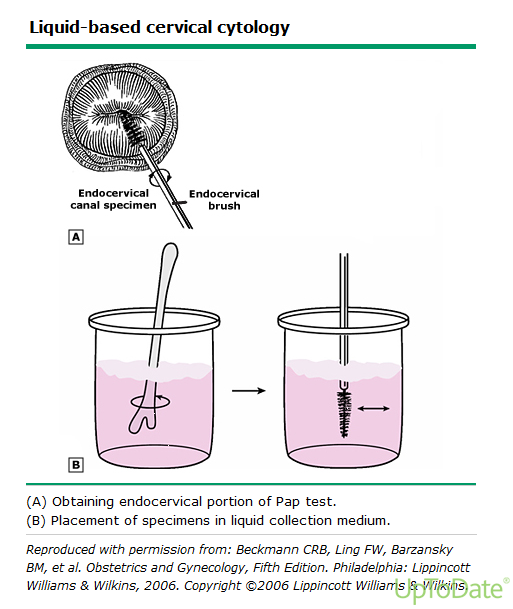 Liquid-based cervical cytology
Endocervical
canal specimen
Endocervical
brush
A
B
(A) Obtaining endocervical portion of Pap test.
(B) Placement of specimens in liquid collection medium.
Reproduced with permission from: Beckmann CRB, Ling FW, Barzansky
BM, et al. Obstetrics and Gynecology, Fifth Edition. Philadelphia: Lippincott
Williams & Wilkins, 2006. Copyright ©2006 Lippincott Williams & Wilkins.
UpToDate®